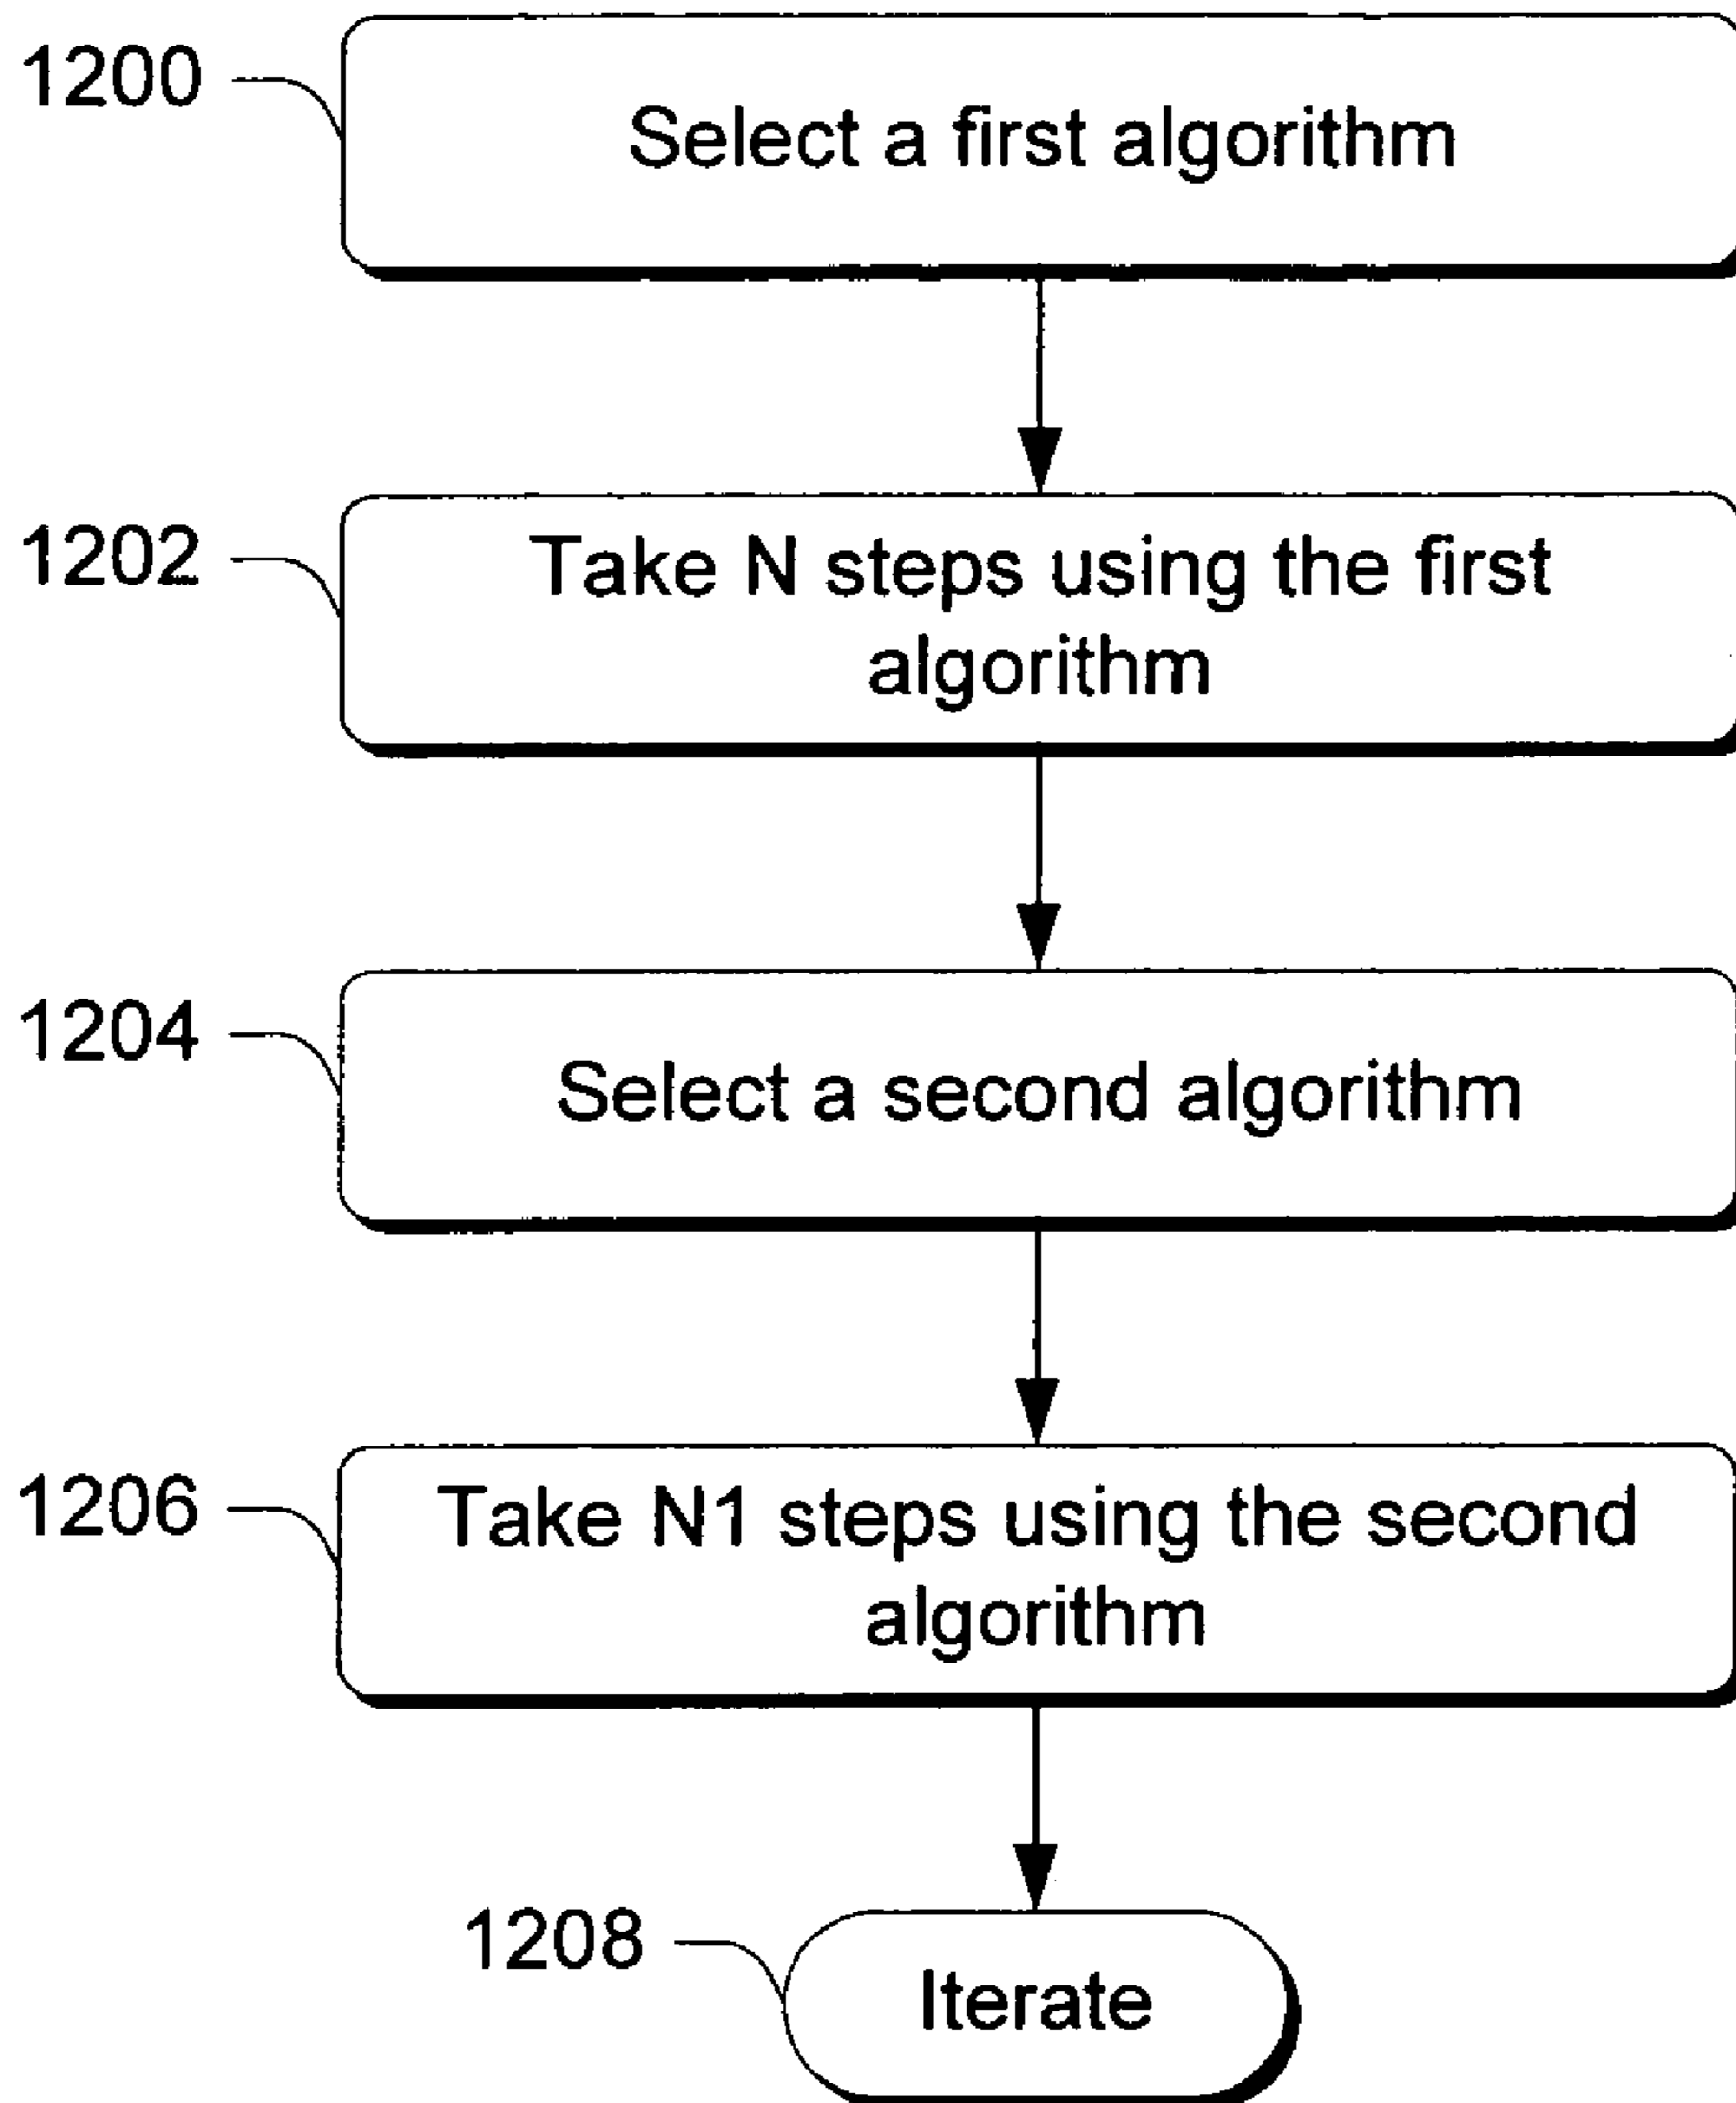 1200
Select a first algorithm
1202
Take N steps using the first
algorithm
1204
Select a second algorithm
1206
Take N1 steps using the second
algorithm
1208
Iterate